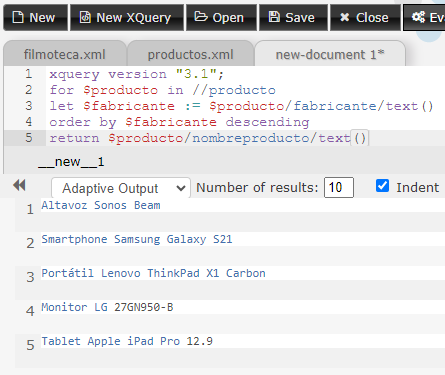 New New XQuery Open Save Close Ev
filmoteca.xml productos.xml new-document 1*
1 xquery version "3.1";
2 for $producto in //producto
3 let $fabricante := $producto/fabricante/text()
4 order by $fabricante descending
5 return $producto/nombreproducto/text()
__new__1
Adaptive Output Number of results: 10 Indent
1 Altavoz Sonos Beam
2 Smartphone Samsung Galaxy S21
3 Portátil Lenovo ThinkPad X1 Carbon
4 Monitor LG 27GN950-B
5 Tablet Apple iPad Pro 12.9